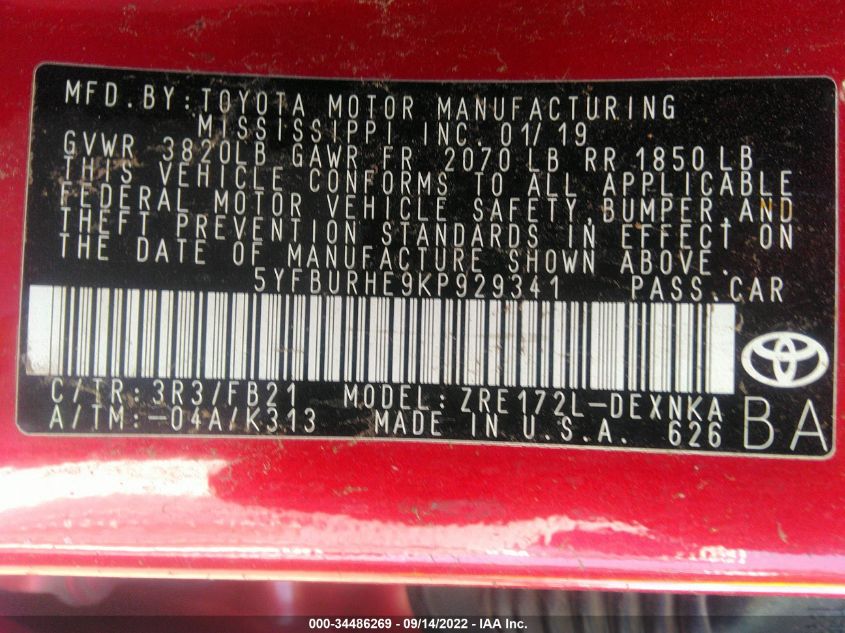 MFD.BY:TOYOTA MOTOR MANUFACTURING
MISSISSIPPI INC. 01/19
GVWR 3820LB GAWR FR 2070 LB RR 1850 LB
THIS VEHICLE CONFORMS TO ALL APPLICABLE
FEDERAL MOTOR VEHICLE SAFETY,BUMPER,AND
THEFT PREVENTION STANDARDS IN EFFECT ON
THE DATE OF MANUFACTURE SHOWN ABOVE.
5YFBURHE9KP929341 PASS.CAR
C/TR:3R3/FB21 MODEL:ZRE172L-DEXNKA
A/TM:-04A/K313 MADE IN U.S.A. 626
BA
000-34486269 - 09/14/2022 - IAA Inc.